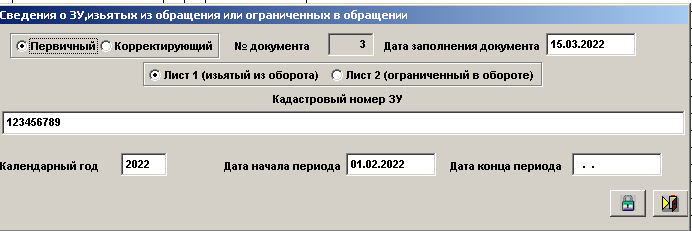 Сведения о ЗУ,изьятых из обращения или ограниченных в обращении
Первичный Корректирующий № документа 3 Дата заполнения документа 15.03.2022
Лист 1 (изьятый из оборота) Лист 2 (ограниченный в обороте)
Кадастровый номер ЗУ
123456789
Календарный год 2022 Дата начала периода 01.02.2022 Дата конца периода . .